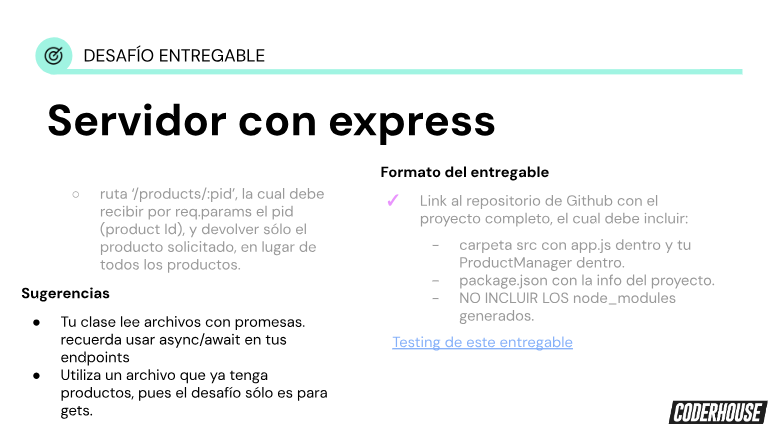 DESAFÍO ENTREGABLE
Servidor con express
○ ruta ‘/products/:pid’, la cual debe
recibir por req.params el pid
(product Id), y devolver sólo el
producto solicitado, en lugar de
todos los productos.
Sugerencias
● Tu clase lee archivos con promesas.
recuerda usar async/await en tus
endpoints
● Utiliza un archivo que ya tenga
productos, pues el desafío sólo es para
gets.
Formato del entregable
✓ Link al repositorio de Github con el
proyecto completo, el cual debe incluir:
- carpeta src con app.js dentro y tu
ProductManager dentro.
- package.json con la info del proyecto.
- NO INCLUIR LOS node_modules
generados.
Testing de este entregable
CODERHOUSE